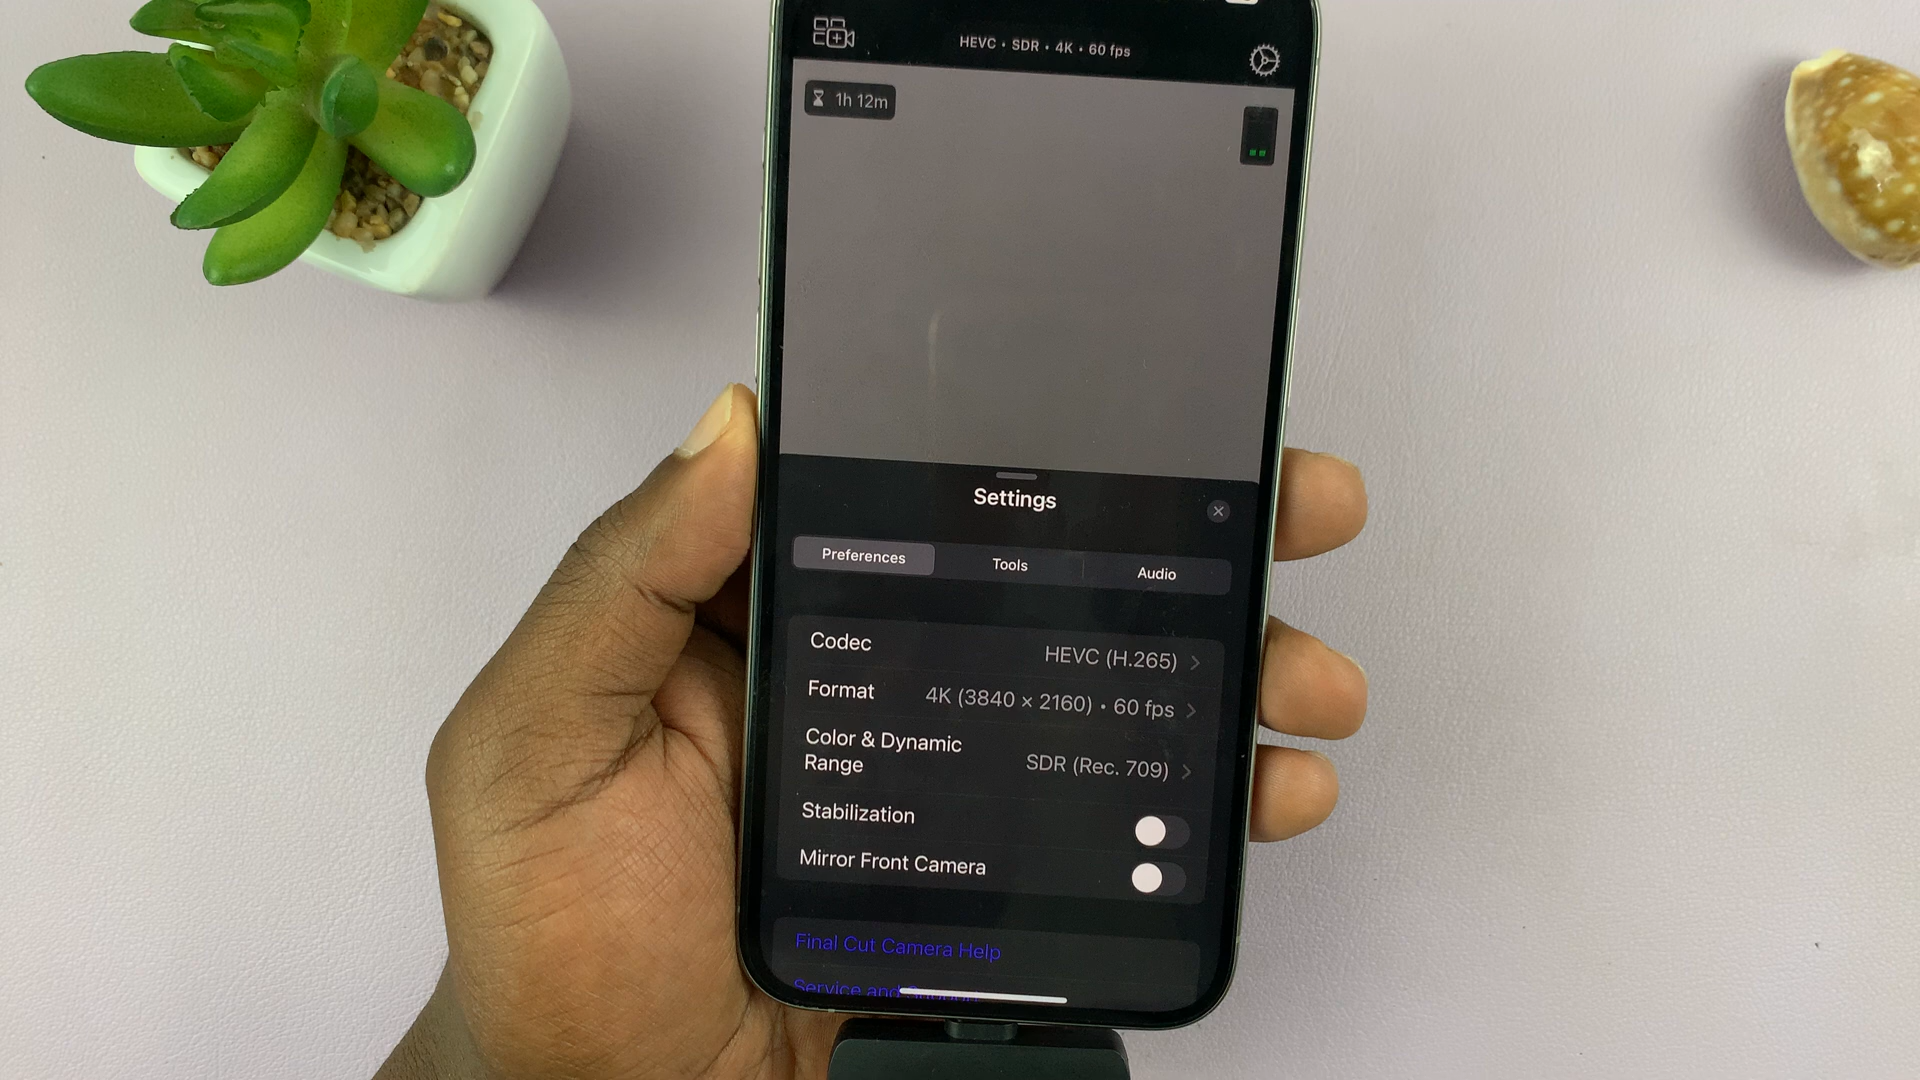 HEVC • SDR • 4K • 60 fps
1h 12m
Settings
Preferences
Tools
Audio
Codec
HEVC (H.265)
Format
4K (3840 × 2160) • 60 fps
Color & Dynamic
Range
SDR (Rec. 709)
Stabilization
Mirror Front Camera
Final Cut Camera Help
Service and Support